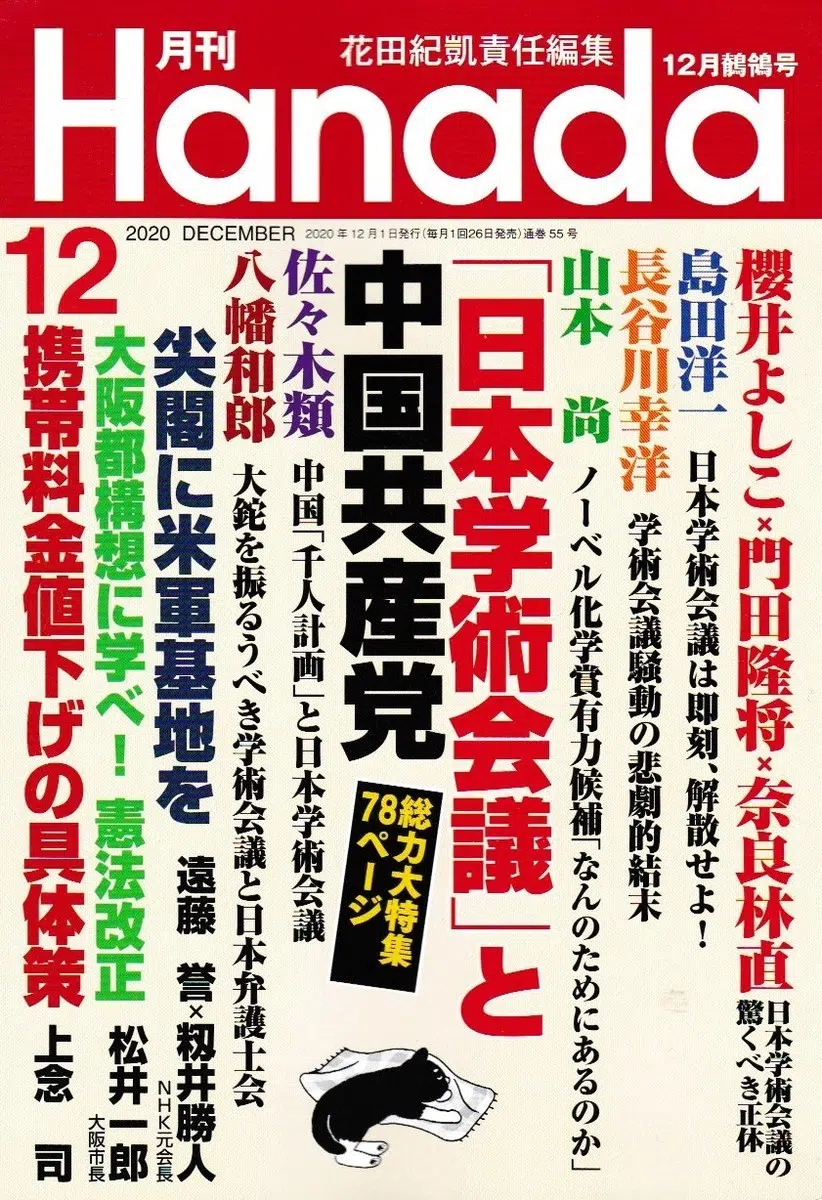 月刊
花田紀凱責任編集
12月鶺鴒号
Hanada
12
2020 DECEMBER
2020年12月1日発行(毎月1回26日発売)通巻55号
櫻井よしこ×門田隆将×奈良林直
日本学術会議の
驚くべき正体
島田洋一
日本学術会議は即刻、解散せよ!
長谷川幸洋
学術会議騒動の悲劇的結末
山本 尚
ノーベル化学賞有力候補「なんのためにあるのか」
「日本学術会議」と
中国共産党
総力大特集
78ページ
佐々木類
中国「千人計画」と日本学術会議
八幡和郎
大鉈を振るうべき学術会議と日本弁護士会
尖閣に米軍基地を
遠藤 誉×籾井勝人
NHK元会長
大阪都構想に学べ! 憲法改正
松井一郎
大阪市長
携帯料金値下げの具体策
上念 司